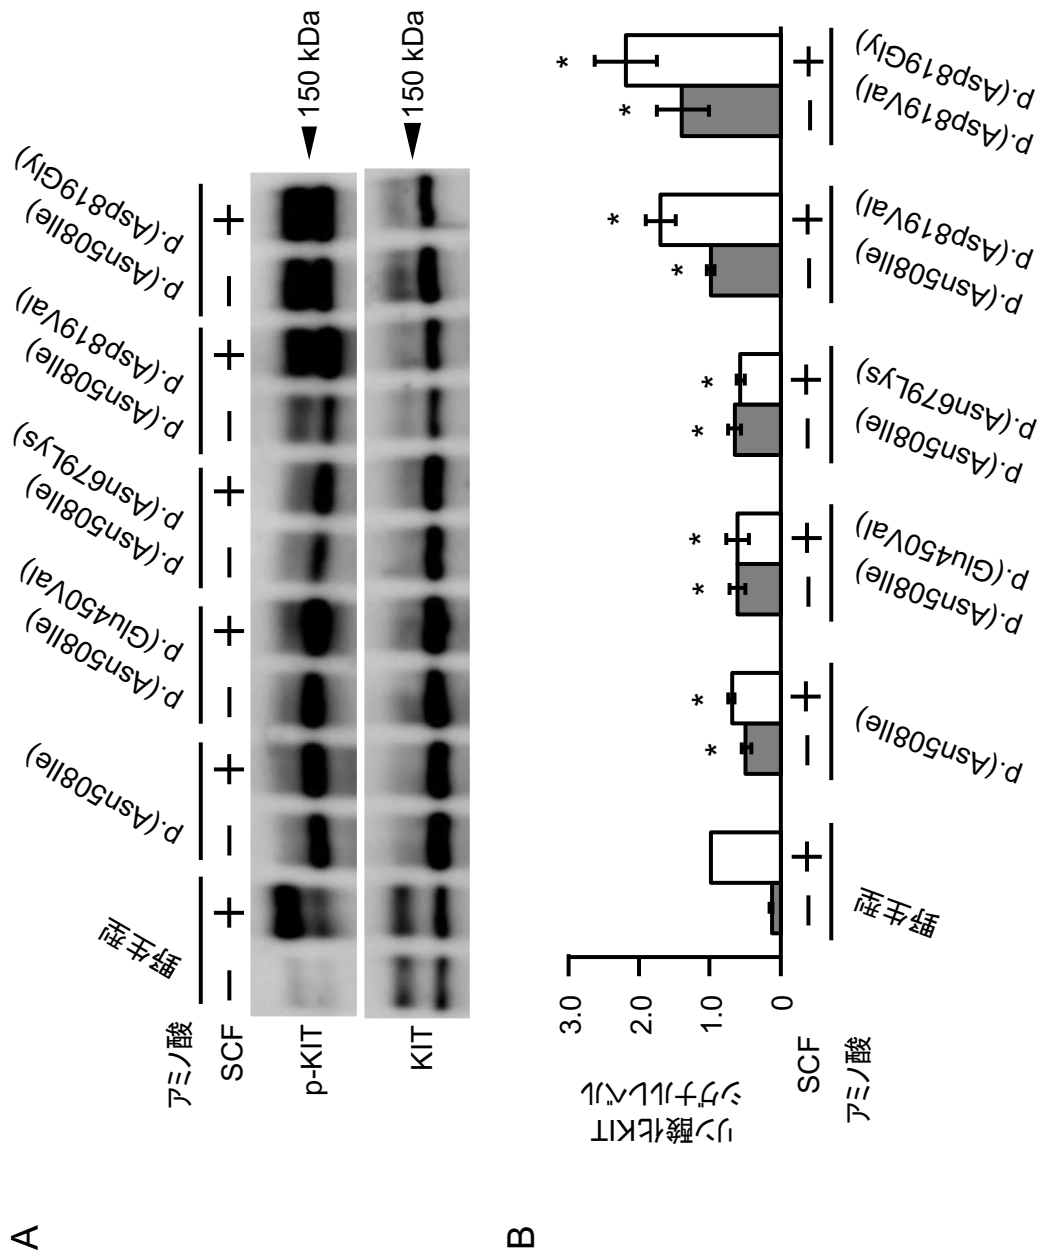 A
アミノ酸
野生型
p.(Asn508Ile)
p.(Asn508Ile)
p.(Glu450Val)
p.(Asn508Ile)
p.(Asn679Lys)
p.(Asn508Ile)
p.(Asp819Val)
p.(Asn508Ile)
p.(Asp819Gly)
SCF − + − + − + − + − + − +
p-KIT
150 kDa
KIT
150 kDa
B
リン酸化KIT
シグナルレベル
3.0
2.0
1.0
0
* * * * * * * * * *
SCF − + − + − + − + − + − +
アミノ酸
野生型
p.(Asn508Ile)
p.(Asn508Ile)
p.(Glu450Val)
p.(Asn508Ile)
p.(Asn679Lys)
p.(Asn508Ile)
p.(Asp819Val)
p.(Asp819Val)
p.(Asp819Gly)